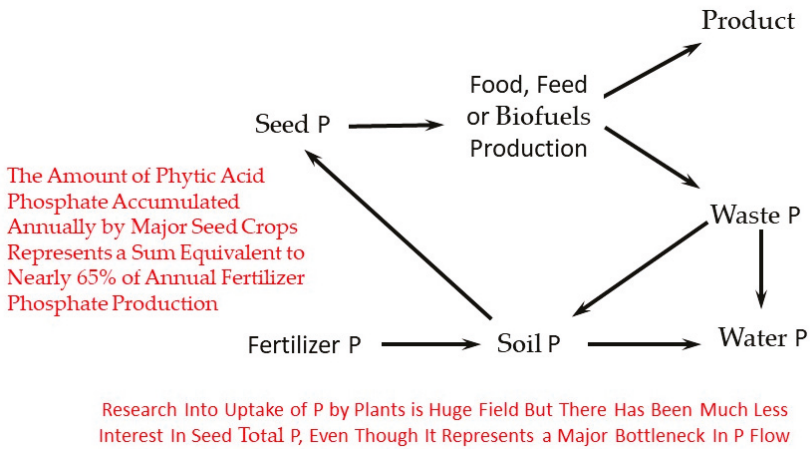 Product
Food, Feed
or Biofuels
Production
Seed P
The Amount of Phytic Acid
Phosphate Accumulated
Annually by Major Seed Crops
Represents a Sum Equivalent to
Nearly 65% of Annual Fertilizer
Phosphate Production
Waste P
Fertilizer P
Soil P
Water P
Research Into Uptake of P by Plants is Huge Field But There Has Been Much Less
Interest In Seed Total P, Even Though It Represents a Major Bottleneck In P Flow